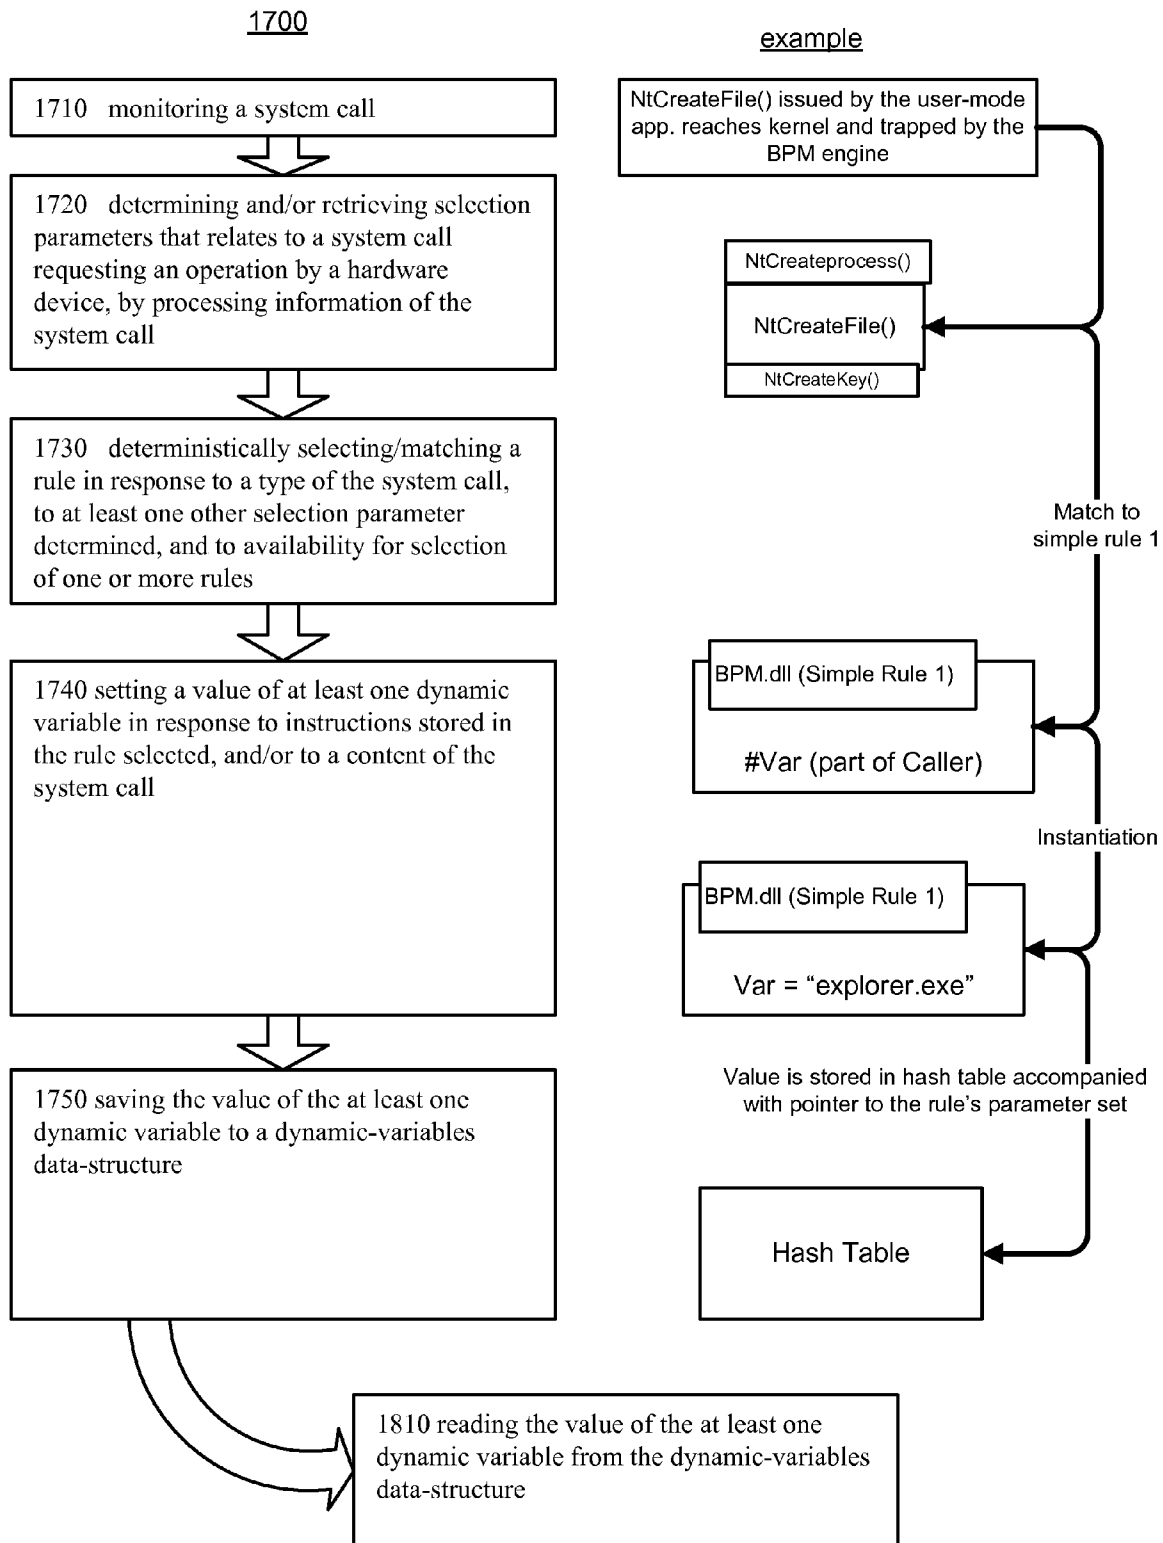 1700
1710 monitoring a system call
1720 determining and/or retrieving selection
parameters that relates to a system call
requesting an operation by a hardware
device, by processing information of the
system call
1730 deterministically selecting/matching a
rule in response to a type of the system call,
to at least one other selection parameter
determined, and to availability for selection
of one or more rules
1740 setting a value of at least one dynamic
variable in response to instructions stored in
the rule selected, and/or to a content of the
system call
1750 saving the value of the at least one
dynamic variable to a dynamic-variables
data-structure
1810 reading the value of the at least one
dynamic variable from the dynamic-variables
data-structure
example
NtCreateFile() issued by the user-mode
app. reaches kernel and trapped by the
BPM engine
NtCreateprocess()
NtCreateFile()
NtCreateKey()
Match to
simple rule 1
BPM.dll (Simple Rule 1)
#Var (part of Caller)
Instantiation
BPM.dll (Simple Rule 1)
Var = “explorer.exe”
Value is stored in hash table accompanied
with pointer to the rule’s parameter set
Hash Table